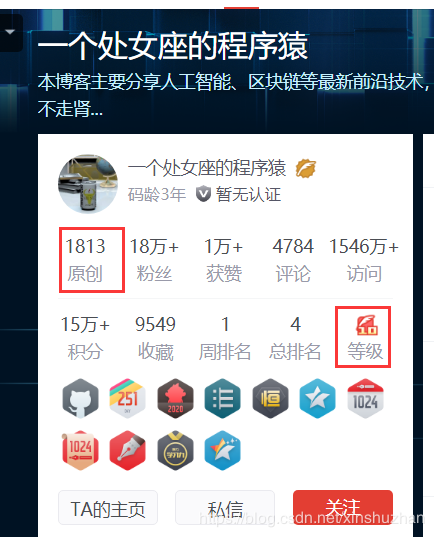 一个处女座的程序猿
本博客主要分享人工智能、区块链等最新前沿技术,
不走肾...
一个处女座的程序猿
码龄3年 暂无认证
1813 18万+ 1万+ 4784 1546万+
原创 粉丝 获赞 评论 访问
15万+ 9549 1 4 10
积分 收藏 周排名 总排名 等级
251 2020 1024
1024
TA的主页 私信 关注
https://blog.csdn.net/xinshuzhan